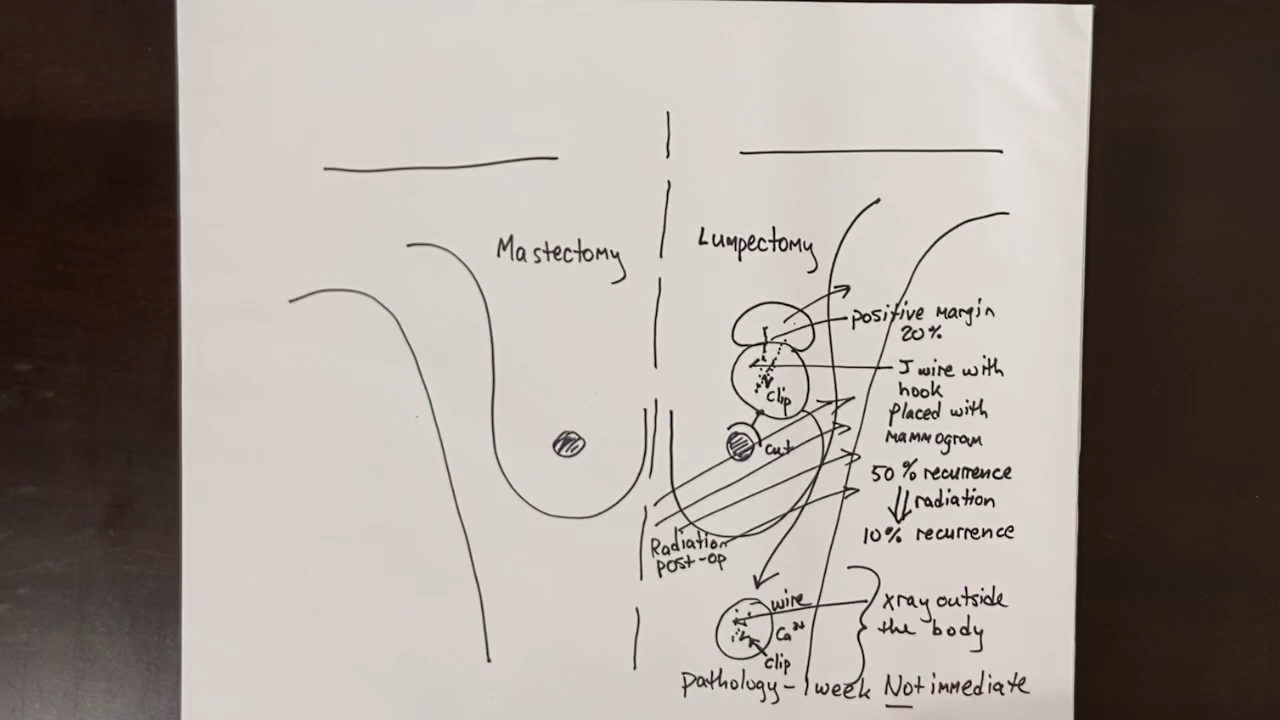 Mastectomy
Lumpectomy
positive margin
20%
J wire with
hook
placed with
mammogram
clip
cut
50% recurrence
radiation
10% recurrence
Radiation
post-op
wire
Ca²⁺
clip
xray outside
the body
pathology - 1 week Not immediate